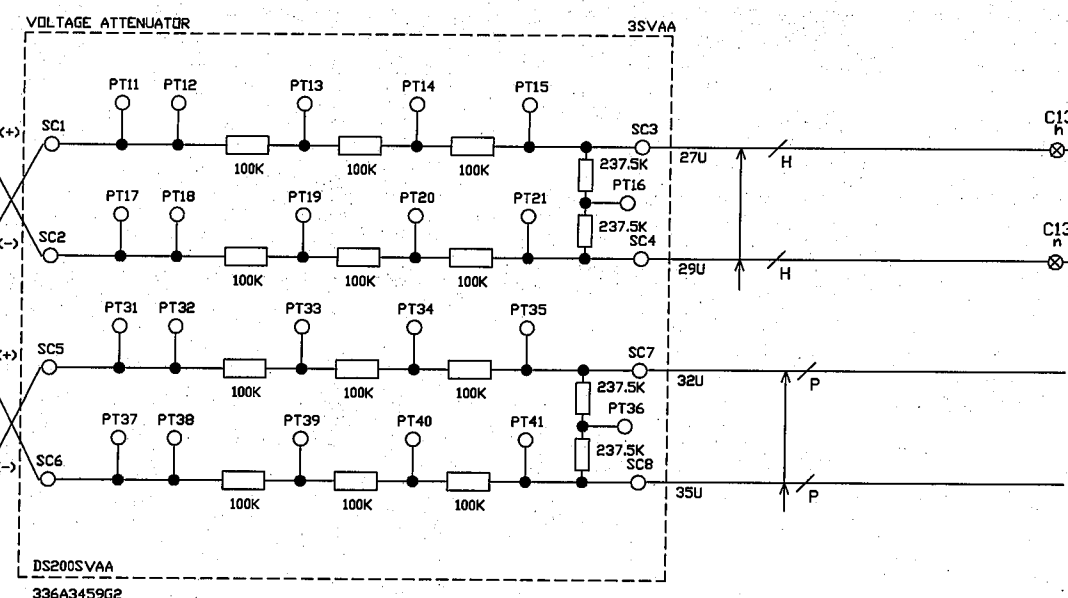 VOLTAGE ATTENUATOR
3SVAA
PT11 PT12 PT13 PT14 PT15
(+) SC1 SC3 C13
h
100K 100K 100K 237.5K 27U H
PT16
PT17 PT18 PT19 PT20 PT21
237.5K
(-) SC2 SC4 C13
n
100K 100K 100K 29U H
PT31 PT32 PT33 PT34 PT35
(+) SC5 SC7
100K 100K 100K 237.5K 32U P
PT36
PT37 PT38 PT39 PT40 PT41
237.5K
(-) SC6 SC8
100K 100K 100K 35U P
DS200SVAA
336A3459G2